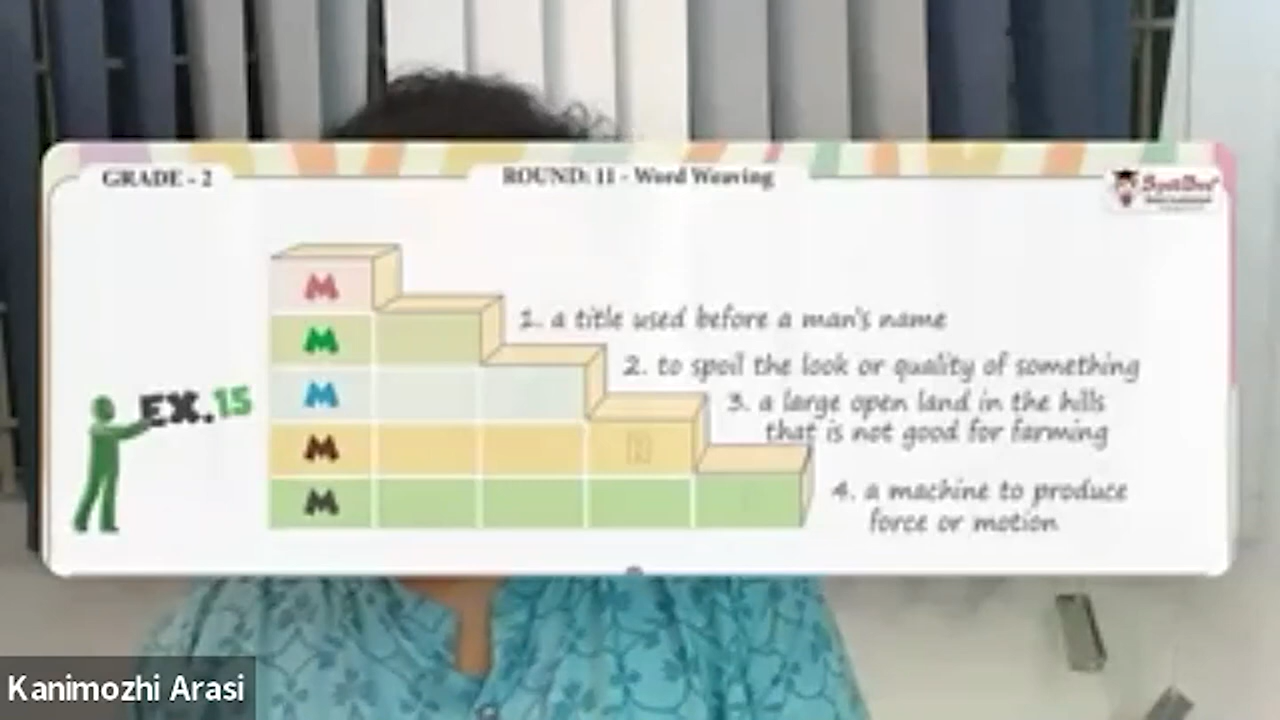 GRADE - 2
ROUND: 11 - Word Weaving
SpellBee
M
M
M
M
M
1. a title used before a man's name
2. to spoil the look or quality of something
3. a large open land in the hills
that is not good for farming
4. a machine to produce
force or motion
EX.15
R
Kanimozhi Arasi